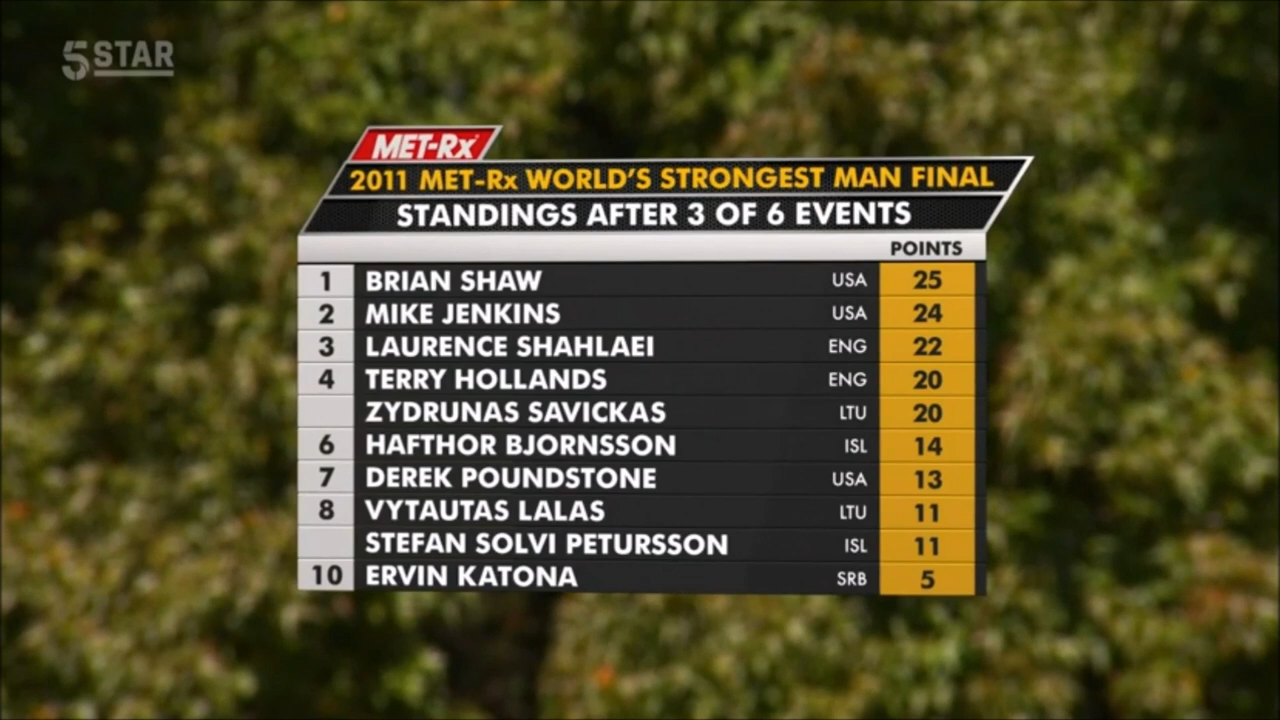 5 STAR
MET-Rx
2011 MET-Rx WORLD'S STRONGEST MAN FINAL
STANDINGS AFTER 3 OF 6 EVENTS
POINTS
1 BRIAN SHAW USA 25
2 MIKE JENKINS USA 24
3 LAURENCE SHAHLAEI ENG 22
4 TERRY HOLLANDS ENG 20
ZYDRUNAS SAVICKAS LTU 20
6 HAFTHOR BJORNSSON ISL 14
7 DEREK POUNDSTONE USA 13
8 VYTAUTAS LALAS LTU 11
STEFAN SOLVI PETURSSON ISL 11
10 ERVIN KATONA SRB 5